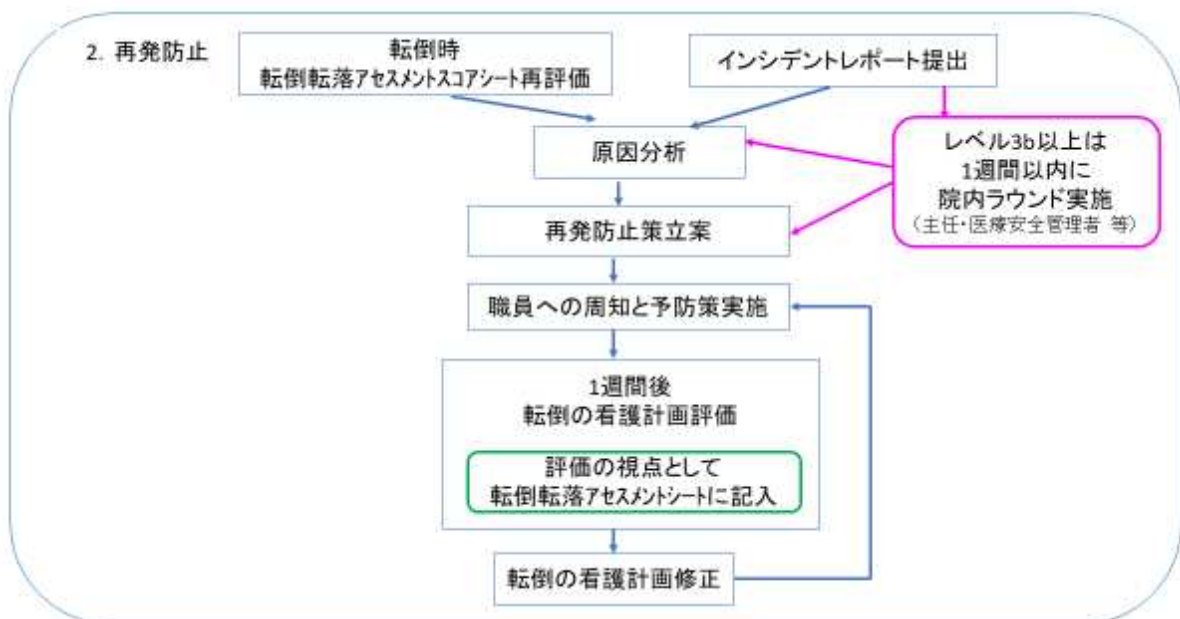 2. 再発防止
転倒時
転倒転落アセスメントスコアシート再評価
インシデントレポート提出
原因分析
レベル3b以上は
1週間以内に
院内ラウンド実施
（主任・医療安全管理者 等）
再発防止策立案
職員への周知と予防策実施
1週間後
転倒の看護計画評価
評価の視点として
転倒転落アセスメントシートに記入
転倒の看護計画修正